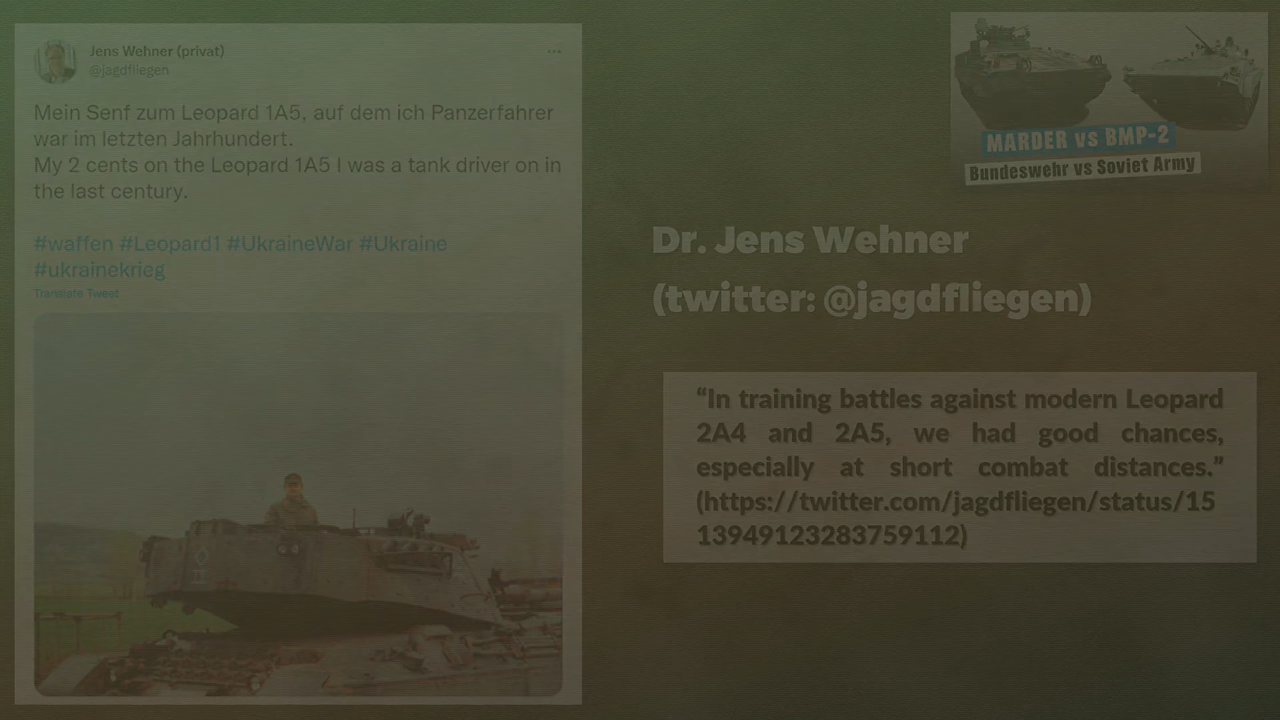 Jens Wehner (privat)
@jagdfliegen
Mein Senf zum Leopard 1A5, auf dem ich Panzerfahrer
war im letzten Jahrhundert.
My 2 cents on the Leopard 1A5 I was a tank driver on in
the last century.
#waffen #Leopard1 #UkraineWar #Ukraine
#ukrainekrieg
Translate Tweet
MARDER vs BMP-2
Bundeswehr vs Soviet Army
Dr. Jens Wehner
(twitter: @jagdfliegen)
“In training battles against modern Leopard
2A4 and 2A5, we had good chances,
especially at short combat distances.”
(https://twitter.com/jagdfliegen/status/15
13949123283759112)